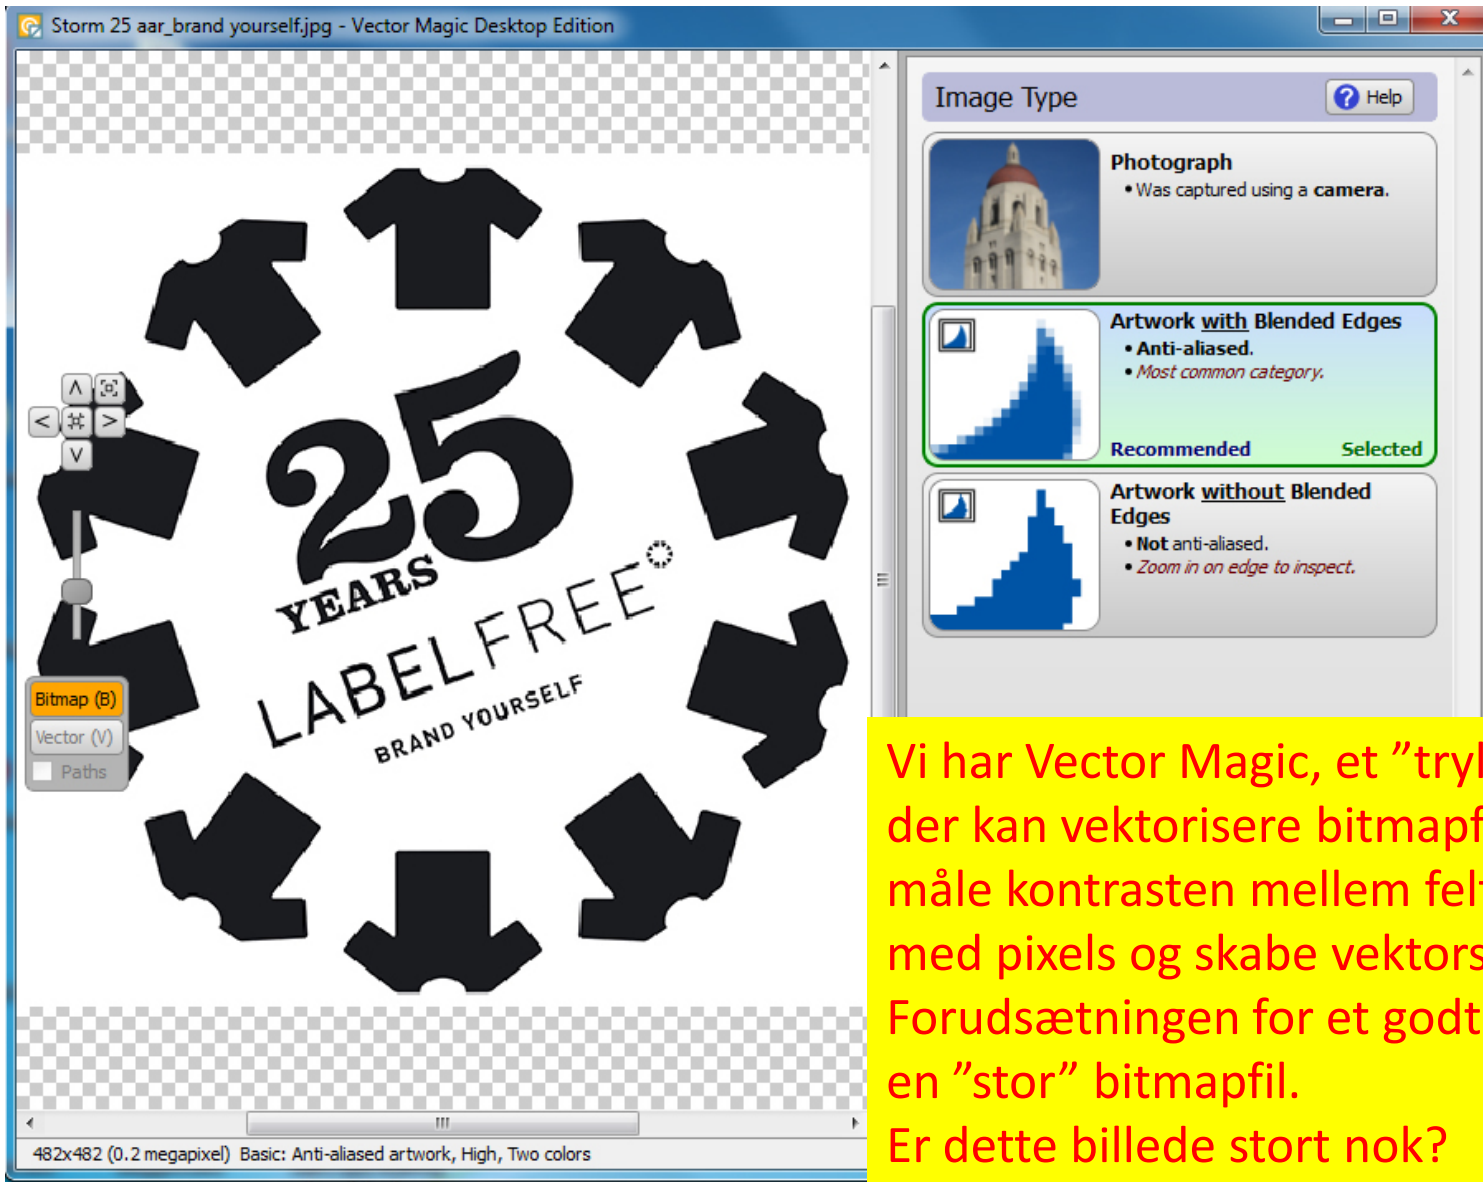 Storm 25 aar_brand yourself.jpg - Vector Magic Desktop Edition
Image Type
Help
Photograph
• Was captured using a camera.
Artwork with Blended Edges
• Anti-aliased.
• Most common category.
Recommended Selected
Artwork without Blended
Edges
• Not anti-aliased.
• Zoom in on edge to inspect.
25
YEARS
LABELFREE
BRAND YOURSELF
Bitmap (B)
Vector (V)
Paths
Vi har Vector Magic, et
der kan vektorisere
måle kontrasten mellem
med pixels og skabe
Forudsætningen for et godt
en ”stor” bitmapfil.
Er dette billede stort nok?
482x482 (0.2 megapixel) Basic: Anti-aliased artwork, High, Two colors